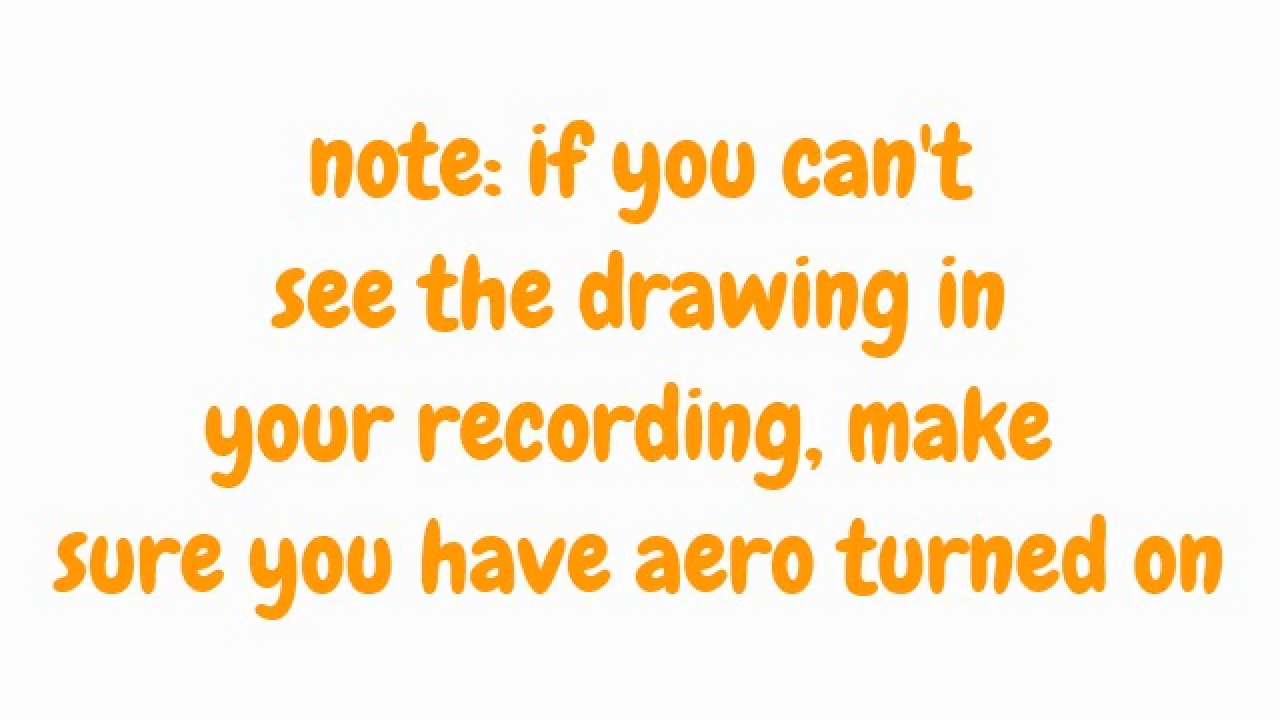 note: if you can't
see the drawing in
your recording, make
sure you have aero turned on